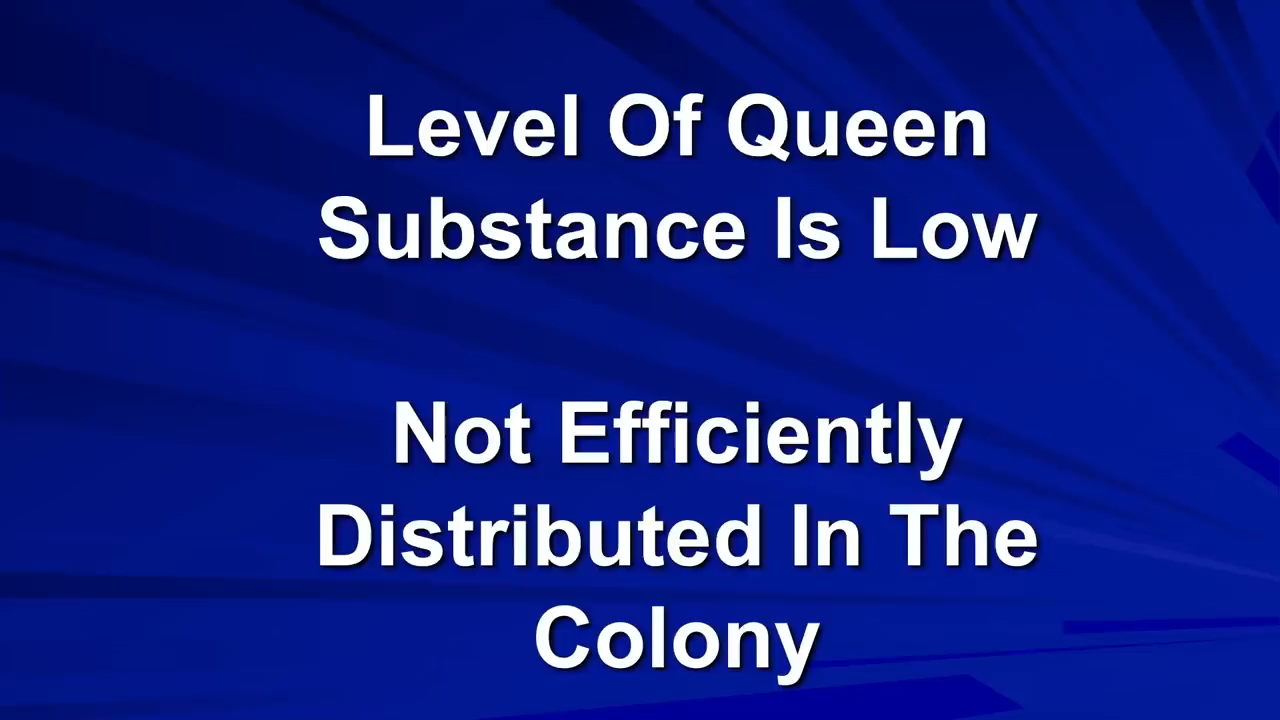 Level Of Queen
Substance Is Low
Not Efficiently
Distributed In The
Colony